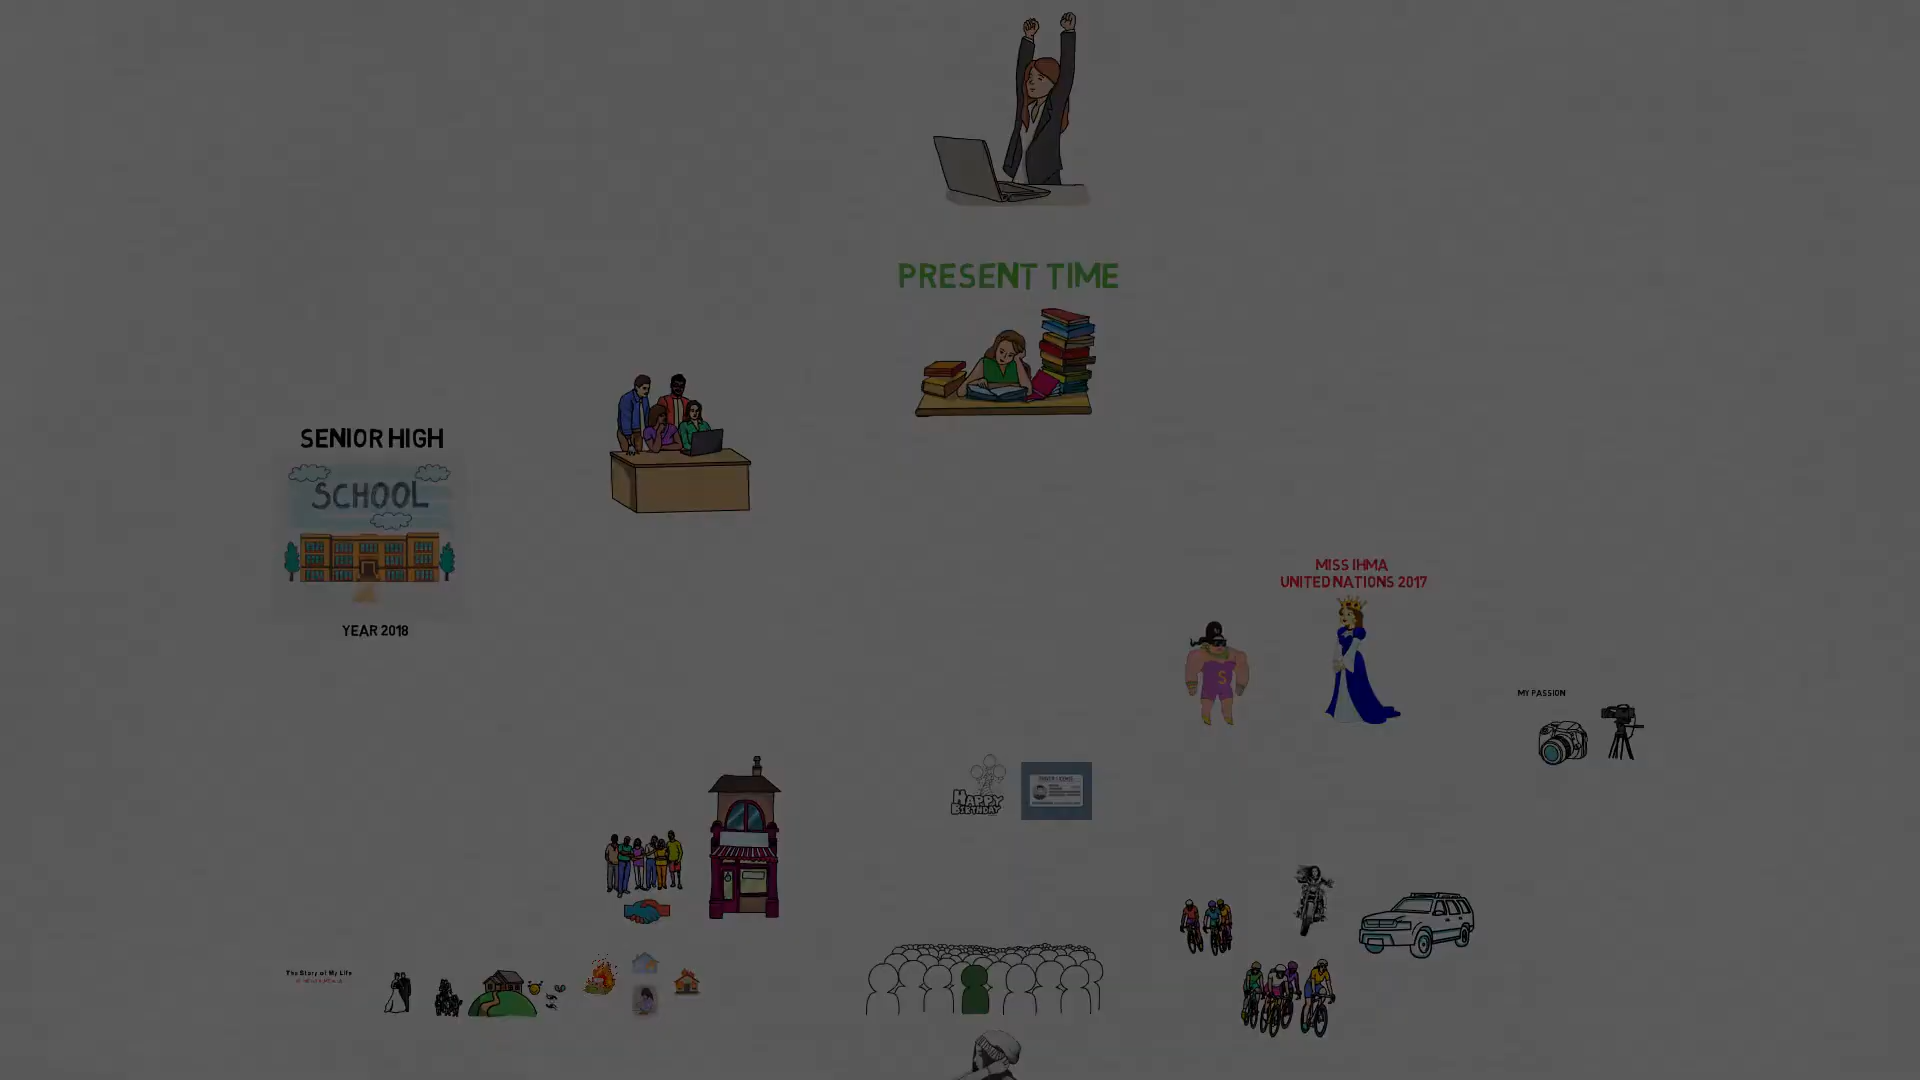 PRESENT TIME
SENIOR HIGH
SCHOOL
YEAR 2018
MISS IHMA
UNITED NATIONS 2017
S
MY PASSION
HAPPY
BIRTHDAY
The Story of My Life